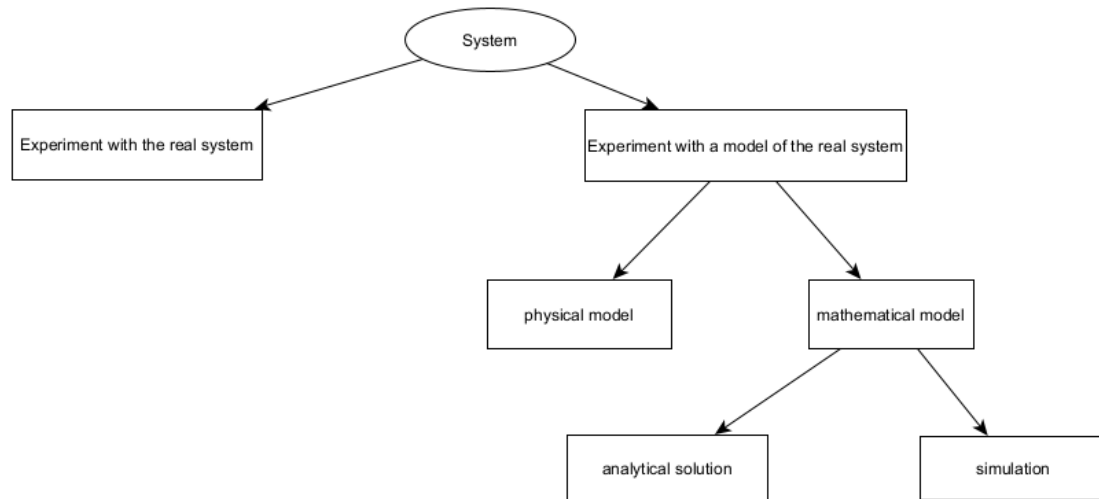 System
Experiment with the real system
Experiment with a model of the real system
physical model
mathematical model
analytical solution
simulation